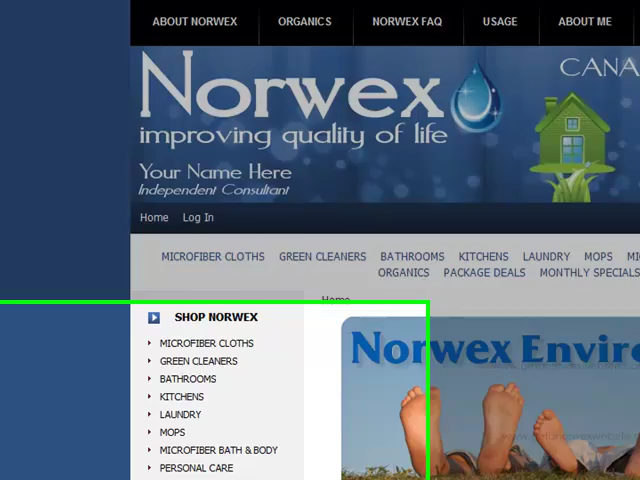 ABOUT NORWEX ORGANICS NORWEX FAQ USAGE ABOUT ME
CANA
Norwex
improving quality of life
Your Name Here
Independent Consultant
Home Log In
MICROFIBER CLOTHS GREEN CLEANERS BATHROOMS KITCHENS LAUNDRY MOPS MI
ORGANICS PACKAGE DEALS MONTHLY SPECIALS
Home
SHOP NORWEX
Norwex Enviro
MICROFIBER CLOTHS
GREEN CLEANERS
BATHROOMS
KITCHENS
LAUNDRY
MOPS
MICROFIBER BATH & BODY
PERSONAL CARE